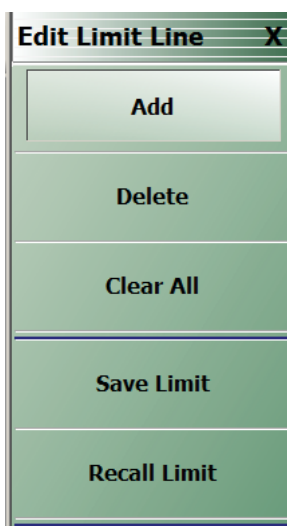 Edit Limit Line X
Add
Delete
Clear All
Save Limit
Recall Limit